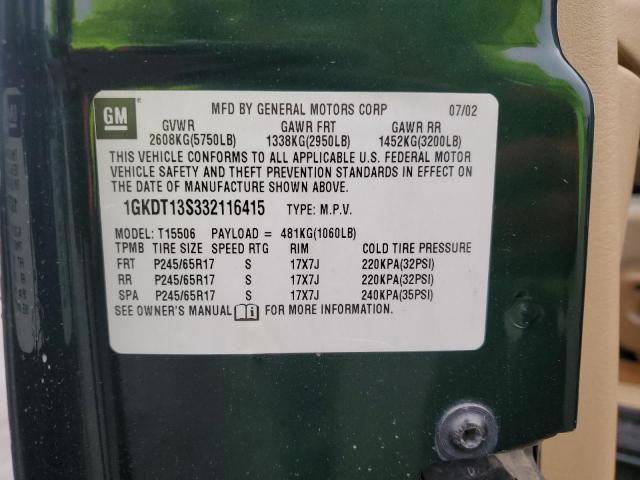 GM ® MFD BY GENERAL MOTORS CORP 07/02
GVWR GAWR FRT GAWR RR
2608KG(5750LB) 1338KG(2950LB) 1452KG(3200LB)
THIS VEHICLE CONFORMS TO ALL APPLICABLE U.S. FEDERAL MOTOR
VEHICLE SAFETY AND THEFT PREVENTION STANDARDS IN EFFECT ON
THE DATE OF MANUFACTURE SHOWN ABOVE.
1GKDT13S332116415 TYPE: M.P.V.
MODEL: T15506 PAYLOAD = 481KG(1060LB)
TPMB TIRE SIZE SPEED RTG RIM COLD TIRE PRESSURE
FRT P245/65R17 S 17X7J 220KPA(32PSI)
RR P245/65R17 S 17X7J 220KPA(32PSI)
SPA P245/65R17 S 17X7J 240KPA(35PSI)
SEE OWNER'S MANUAL FOR MORE INFORMATION.